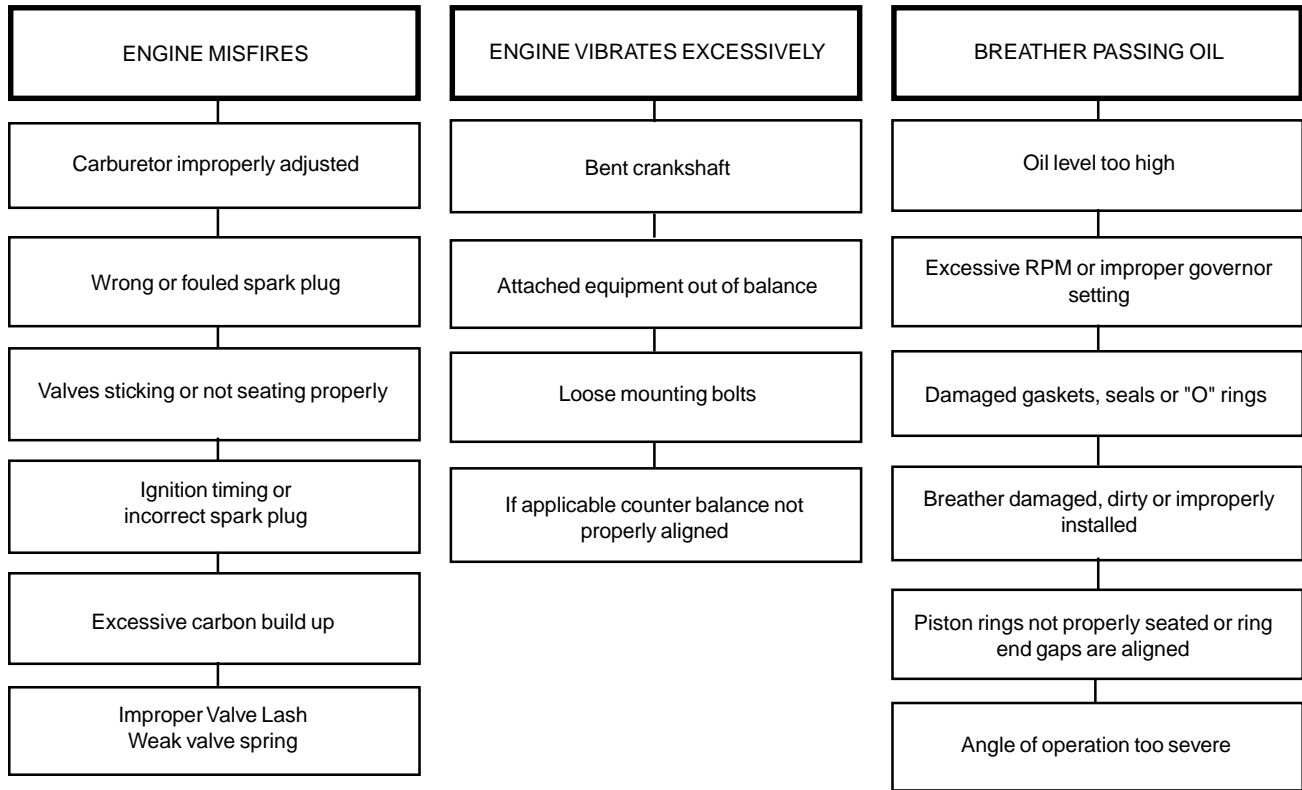 ENGINE MISFIRES
Carburetor improperly adjusted
Wrong or fouled spark plug
Valves sticking or not seating properly
Ignition timing or
incorrect spark plug
Excessive carbon build up
Improper Valve Lash
Weak valve spring
ENGINE VIBRATES EXCESSIVELY
Bent crankshaft
Attached equipment out of balance
Loose mounting bolts
If applicable counter balance not
properly aligned
BREATHER PASSING OIL
Oil level too high
Excessive RPM or improper governor
setting
Damaged gaskets, seals or "O" rings
Breather damaged, dirty or improperly
installed
Piston rings not properly seated or ring
end gaps are aligned
Angle of operation too severe